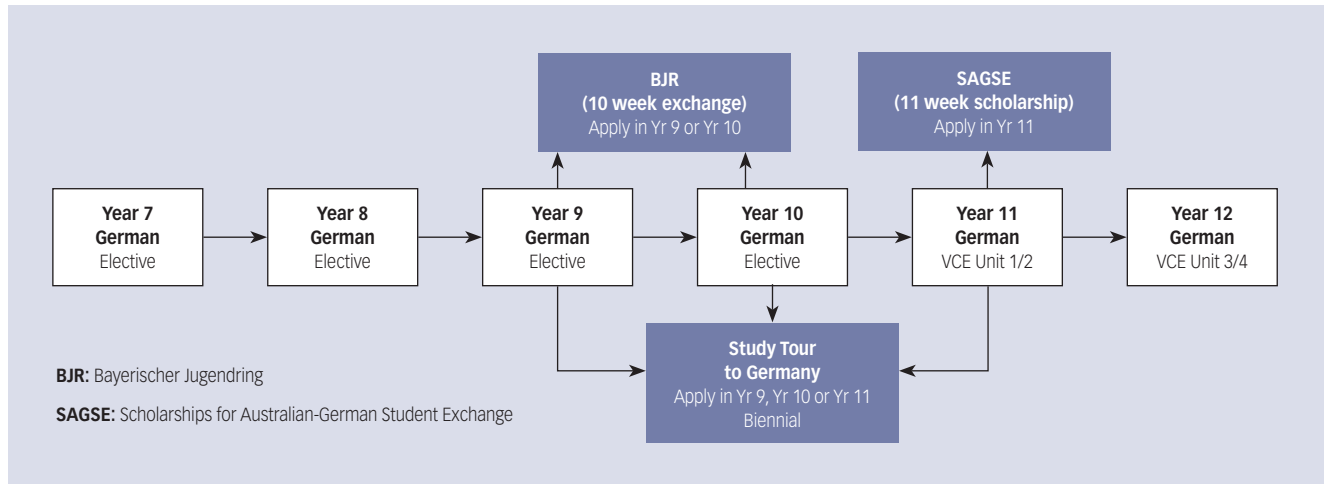 BJR
(10 week exchange)
Apply in Yr 9 or Yr 10
SAGSE
(11 week scholarship)
Apply in Yr 11
Year 7
German
Elective
Year 8
German
Elective
Year 9
German
Elective
Year 10
German
Elective
Year 11
German
VCE Unit 1/2
Year 12
German
VCE Unit 3/4
Study Tour
to Germany
Apply in Yr 9, Yr 10 or Yr 11
Biennial
BJR: Bayerischer Jugendring
SAGSE: Scholarships for Australian-German Student Exchange